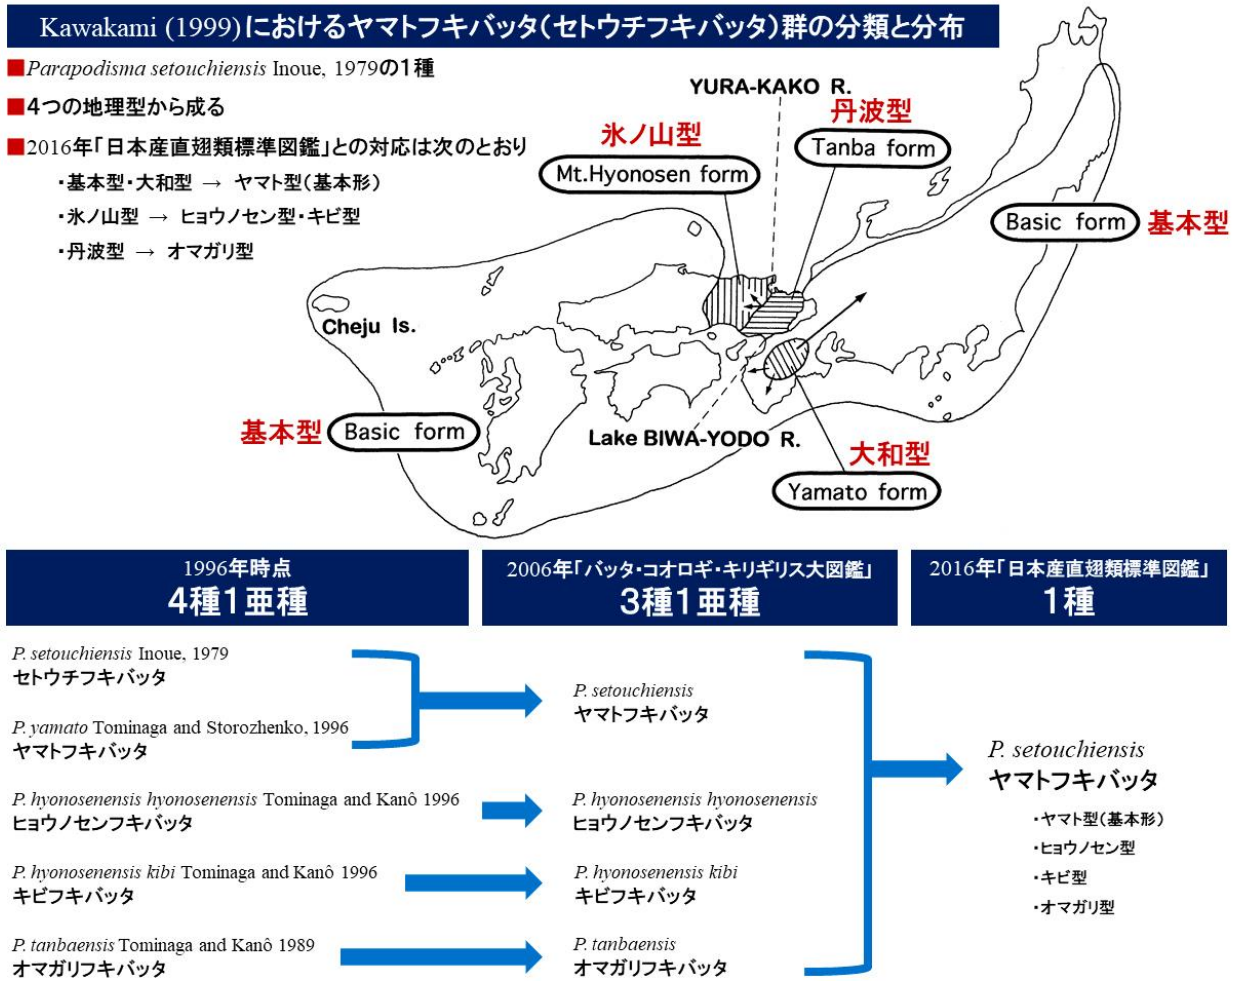 Kawakami (1999)におけるヤマトフキバッタ(セトウチフキバッタ)群の分類と分布
■Parapodisma setouchiensis Inoue, 1979の1種
■4つの地理型から成る
■2016年「日本産直翅類標準図鑑」との対応は次のとおり
・基本型・大和型 → ヤマト型(基本形)
・氷ノ山型 → ヒョウノセン型・キビ型
・丹波型 → オマガリ型
YURA-KAKO R.
丹波型
Tanba form
氷ノ山型
Mt.Hyonosen form
Basic form 基本型
Cheju Is.
基本型 Basic form
Lake BIWA-YODO R.
大和型
Yamato form
1996年時点
4種1亜種
2006年「バッタ・コオロギ・キリギリス大図鑑」
3種1亜種
2016年「日本産直翅類標準図鑑」
1種
P. setouchiensis Inoue, 1979
セトウチフキバッタ
P. yamato Tominaga and Storozhenko, 1996
ヤマトフキバッタ
P. hyonosenensis hyonosenensis Tominaga and Kanô 1996
ヒョウノセンフキバッタ
P. hyonosenensis kibi Tominaga and Kanô 1996
キビフキバッタ
P. tanbaensis Tominaga and Kanô 1989
オマガリフキバッタ
P. setouchiensis
ヤマトフキバッタ
P. hyonosenensis hyonosenensis
ヒョウノセンフキバッタ
P. hyonosenensis kibi
キビフキバッタ
P. tanbaensis
オマガリフキバッタ
P. setouchiensis
ヤマトフキバッタ
・ヤマト型(基本形)
・ヒョウノセン型
・キビ型
・オマガリ型